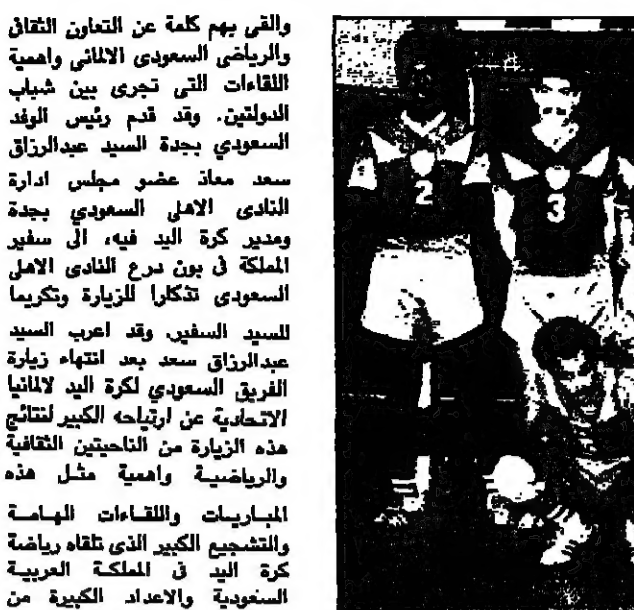 والقى بهم كلمة عن التعاون الثقافى
والرياضى السعودى الالمانى واهمية
اللقاءات التى تجرى بين شباب
الدولتين. وقد قدم رئيس الوفد
السعودي بجدة السيد عبدالرزاق
سعد معاذ عضو مجلس ادارة
النادى الاهلى السعودي بجدة
ومدير كرة اليد فيه، الى سفير
المملكة فى بون درع النادى الاهلى
السعودى تذكارا للزيارة وتكريما
للسيد السفير. وقد اعرب السيد
عبدالرزاق سعد بعد انتهاء زيارة
الفريق السعودي لكرة اليد لالمانيا
الاتحادية عن ارتياحه الكبير لنتائج
هذه الزيارة من الناحيتين الثقافية
والرياضية واهمية مثل هذه
المباريات واللقاءات الهامة
والتشجيع الكبير الذى تلقاه رياضة
كرة اليد فى المملكة العربية
السعودية والاعداد الكبيرة من
2
3